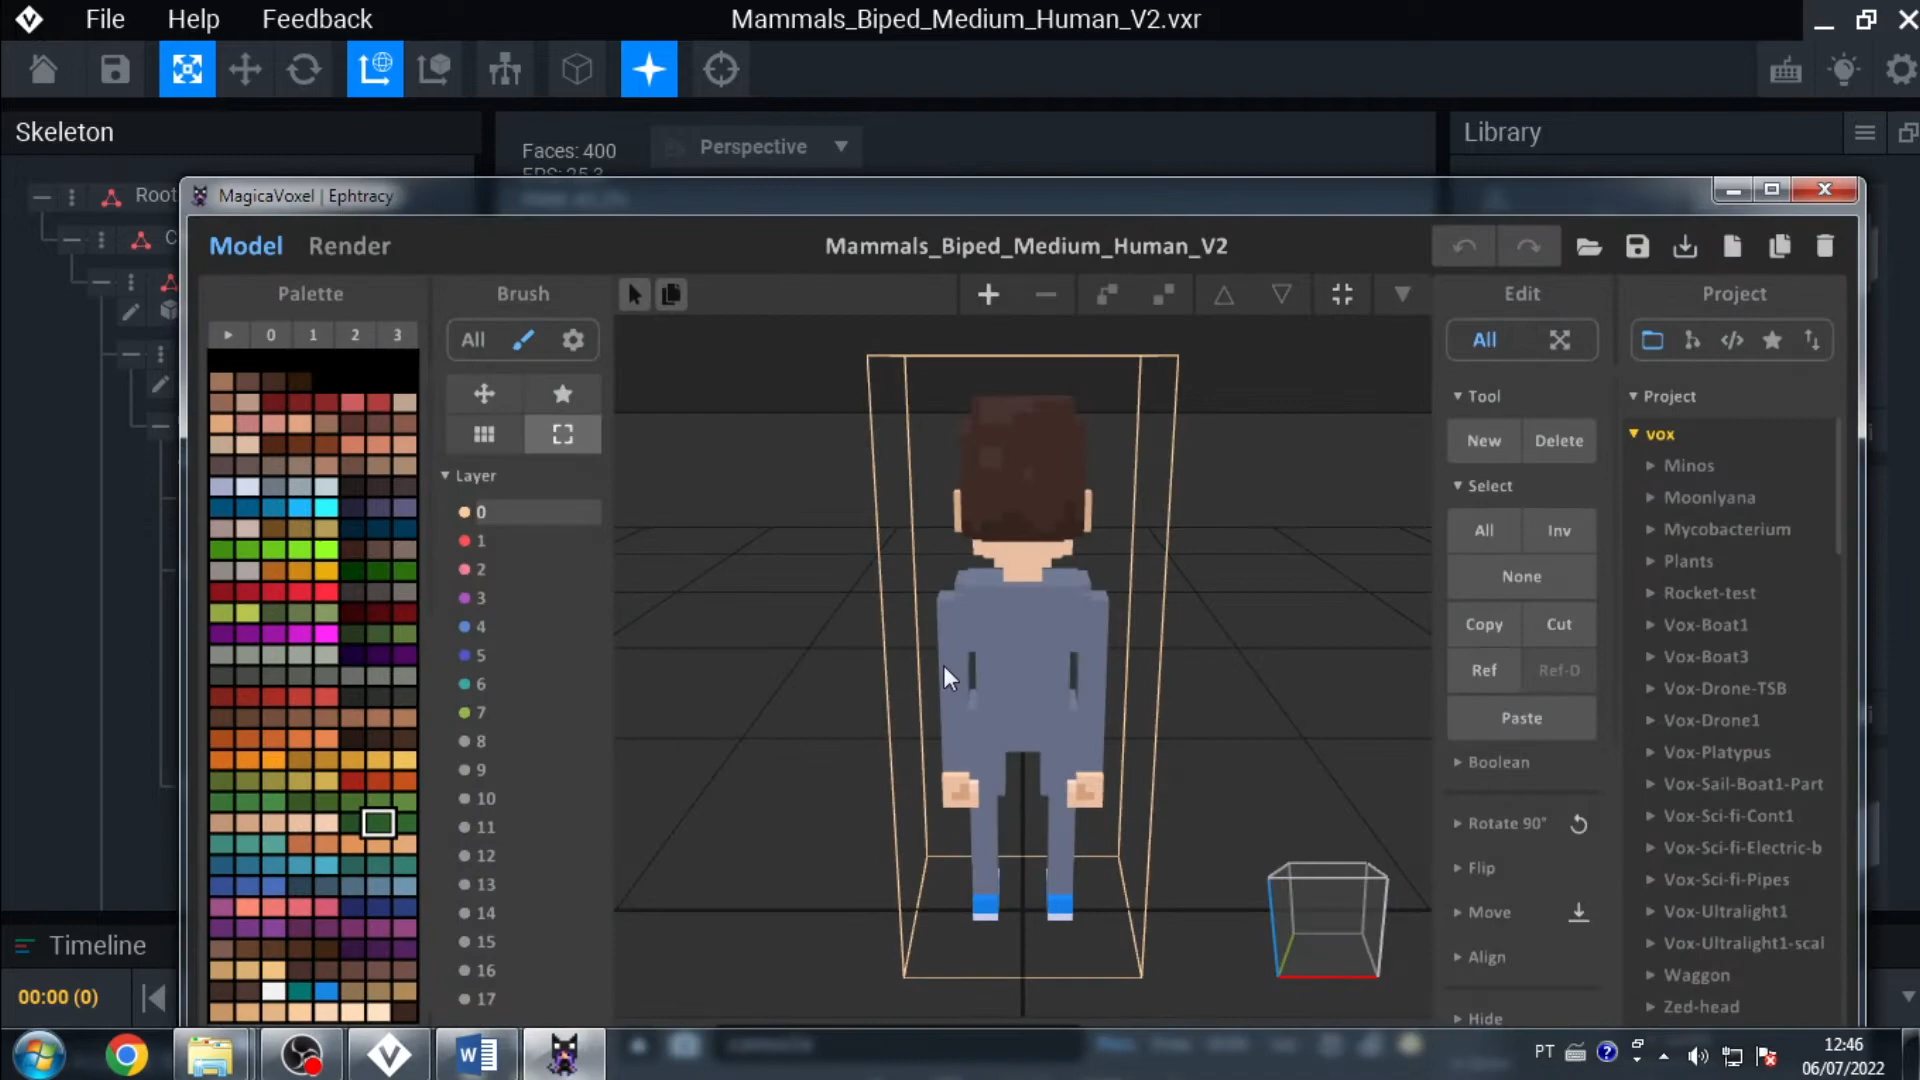 File Help Feedback Mammals_Biped_Medium_Human_V2.vxr
Skeleton
Faces: 400
Perspective
Library
Root
C
MagicaVoxel | Ephtracy
Model Render Mammals_Biped_Medium_Human_V2
Palette
0 1 2 3
Brush
All
Layer
0
1
2
3
4
5
6
7
8
9
10
11
12
13
14
15
16
17
Edit
All
Tool
New Delete
Select
All Inv
None
Copy Cut
Ref Ref-D
Paste
Boolean
Rotate 90°
Flip
Move
Align
Hide
Project
Project
vox
Minos
Moonlyana
Mycobacterium
Plants
Rocket-test
Vox-Boat1
Vox-Boat3
Vox-Drone-TSB
Vox-Drone1
Vox-Platypus
Vox-Sail-Boat1-Part
Vox-Sci-fi-Cont1
Vox-Sci-fi-Electric-b
Vox-Sci-fi-Pipes
Vox-Ultralight1
Vox-Ultralight1-scal
Waggon
Zed-head
Timeline
00:00 (0)
PT
12:46
06/07/2022